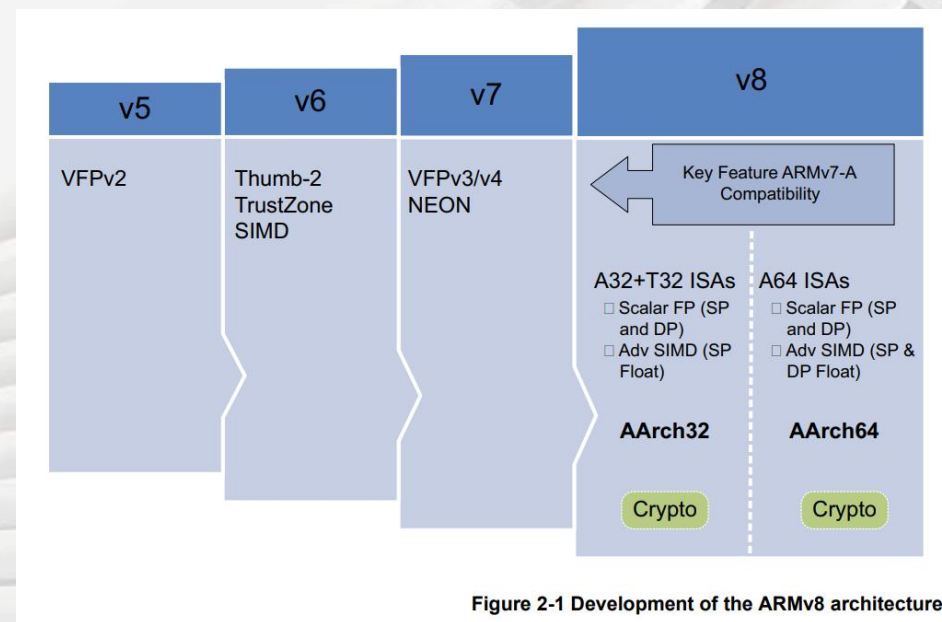 v5
v6
v7
v8
VFPv2
Thumb-2
TrustZone
SIMD
VFPv3/v4
NEON
Key Feature ARMv7-A
Compatibility
A32+T32 ISAs
Scalar FP (SP
and DP)
Adv SIMD (SP
Float)
AArch32
Crypto
A64 ISAs
Scalar FP (SP
and DP)
Adv SIMD (SP &
DP Float)
AArch64
Crypto
Figure 2-1 Development of the ARMv8 architecture